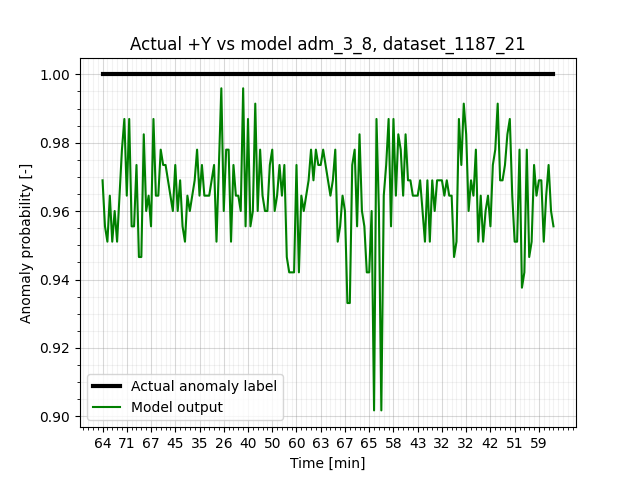 Actual +Y vs model adm_3_8, dataset_1187_21
Anomaly probability [-]
1.00
0.98
0.96
0.94
0.92
0.90
Actual anomaly label
Model output
64 71 67 45 35 26 40 50 60 63 67 65 58 43 32 32 42 51 59
Time [min]